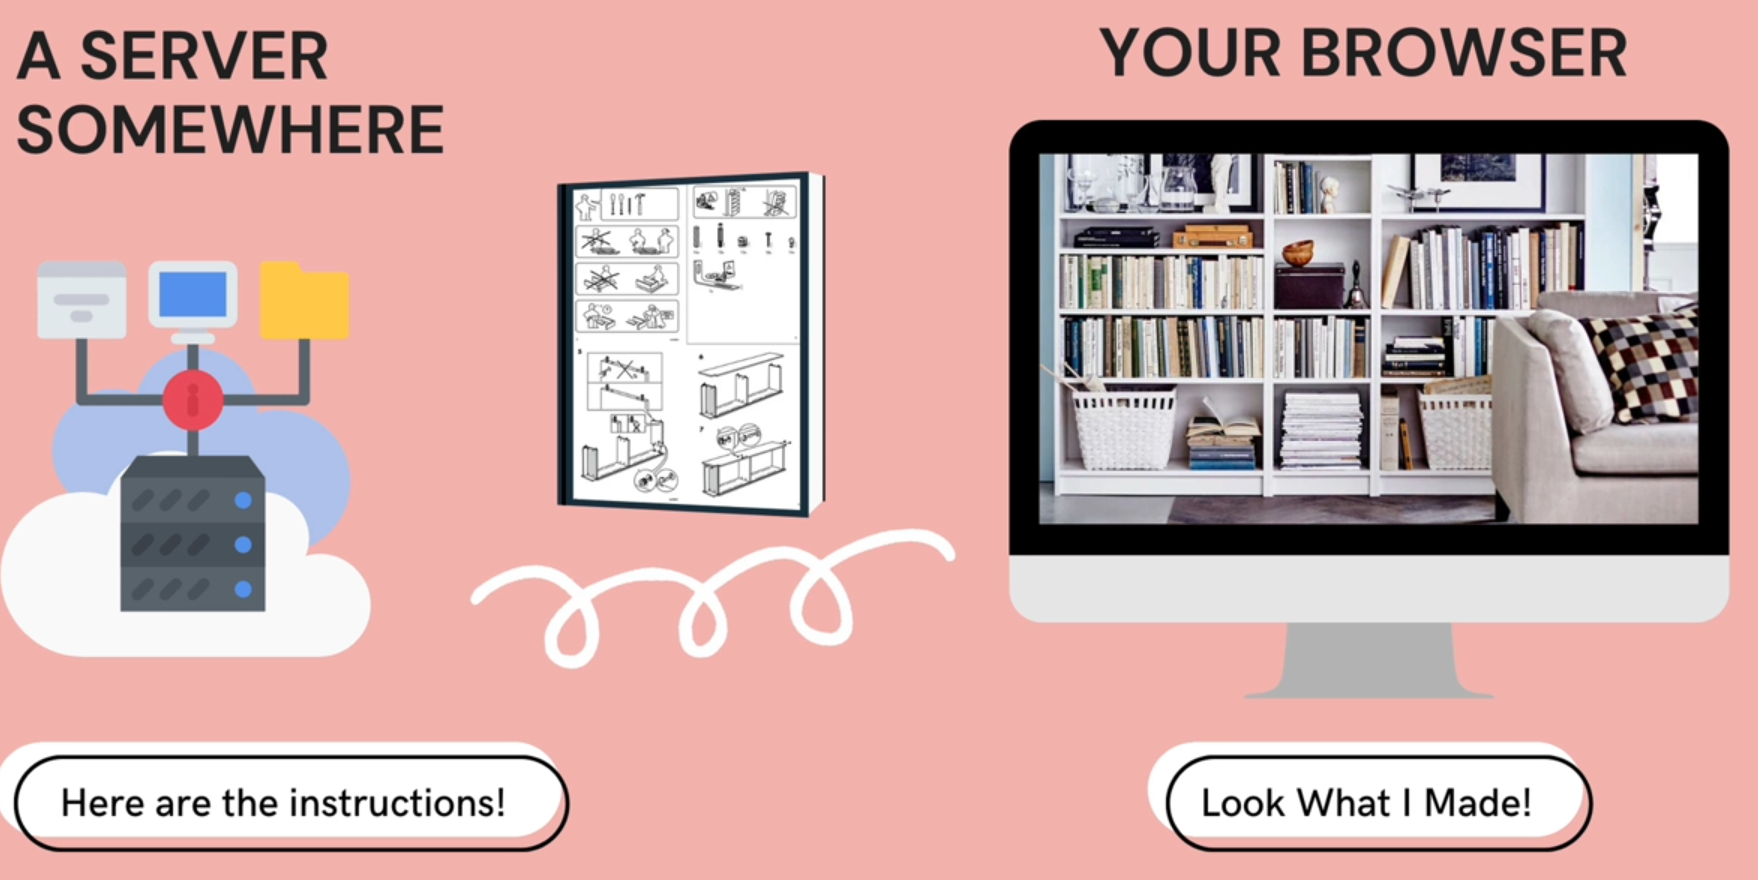 A SERVER
SOMEWHERE
YOUR BROWSER
Here are the instructions!
Look What I Made!